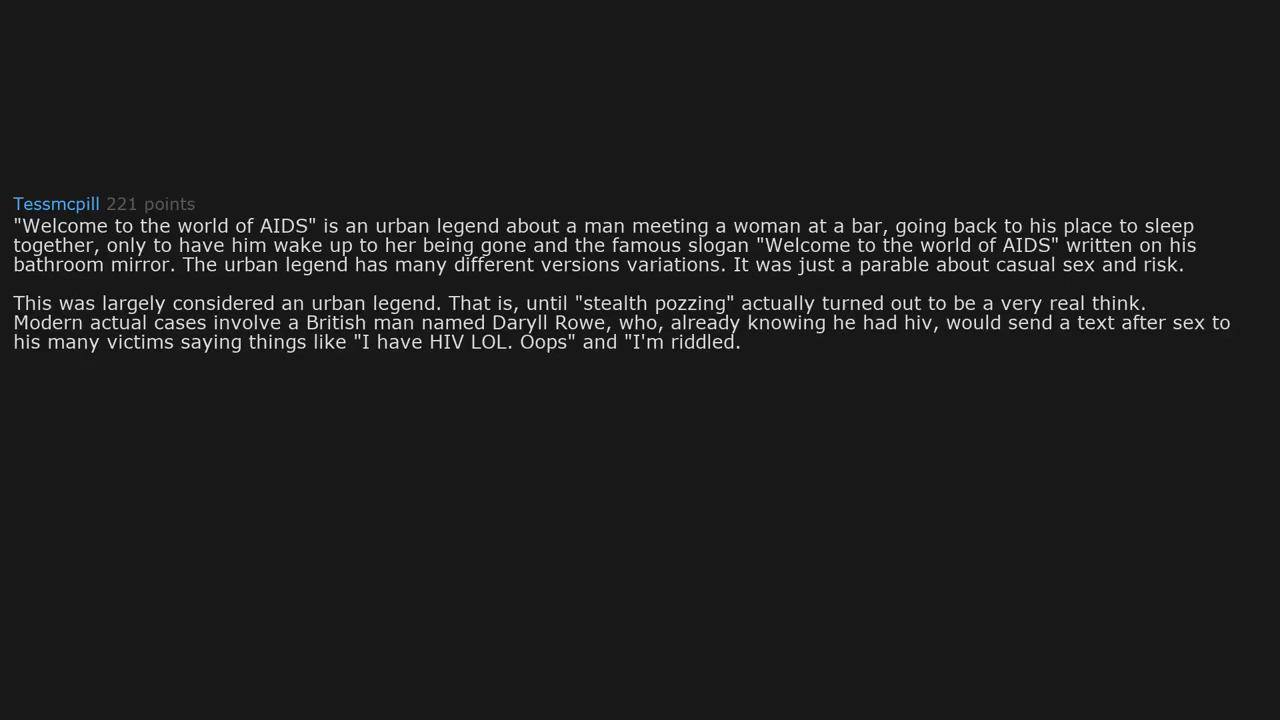 Tessmcpill 221 points
"Welcome to the world of AIDS" is an urban legend about a man meeting a woman at a bar, going back to his place to sleep
together, only to have him wake up to her being gone and the famous slogan "Welcome to the world of AIDS" written on his
bathroom mirror. The urban legend has many different versions variations. It was just a parable about casual sex and risk.
This was largely considered an urban legend. That is, until "stealth pozzing" actually turned out to be a very real think.
Modern actual cases involve a British man named Daryll Rowe, who, already knowing he had hiv, would send a text after sex to
his many victims saying things like "I have HIV LOL. Oops" and "I'm riddled.